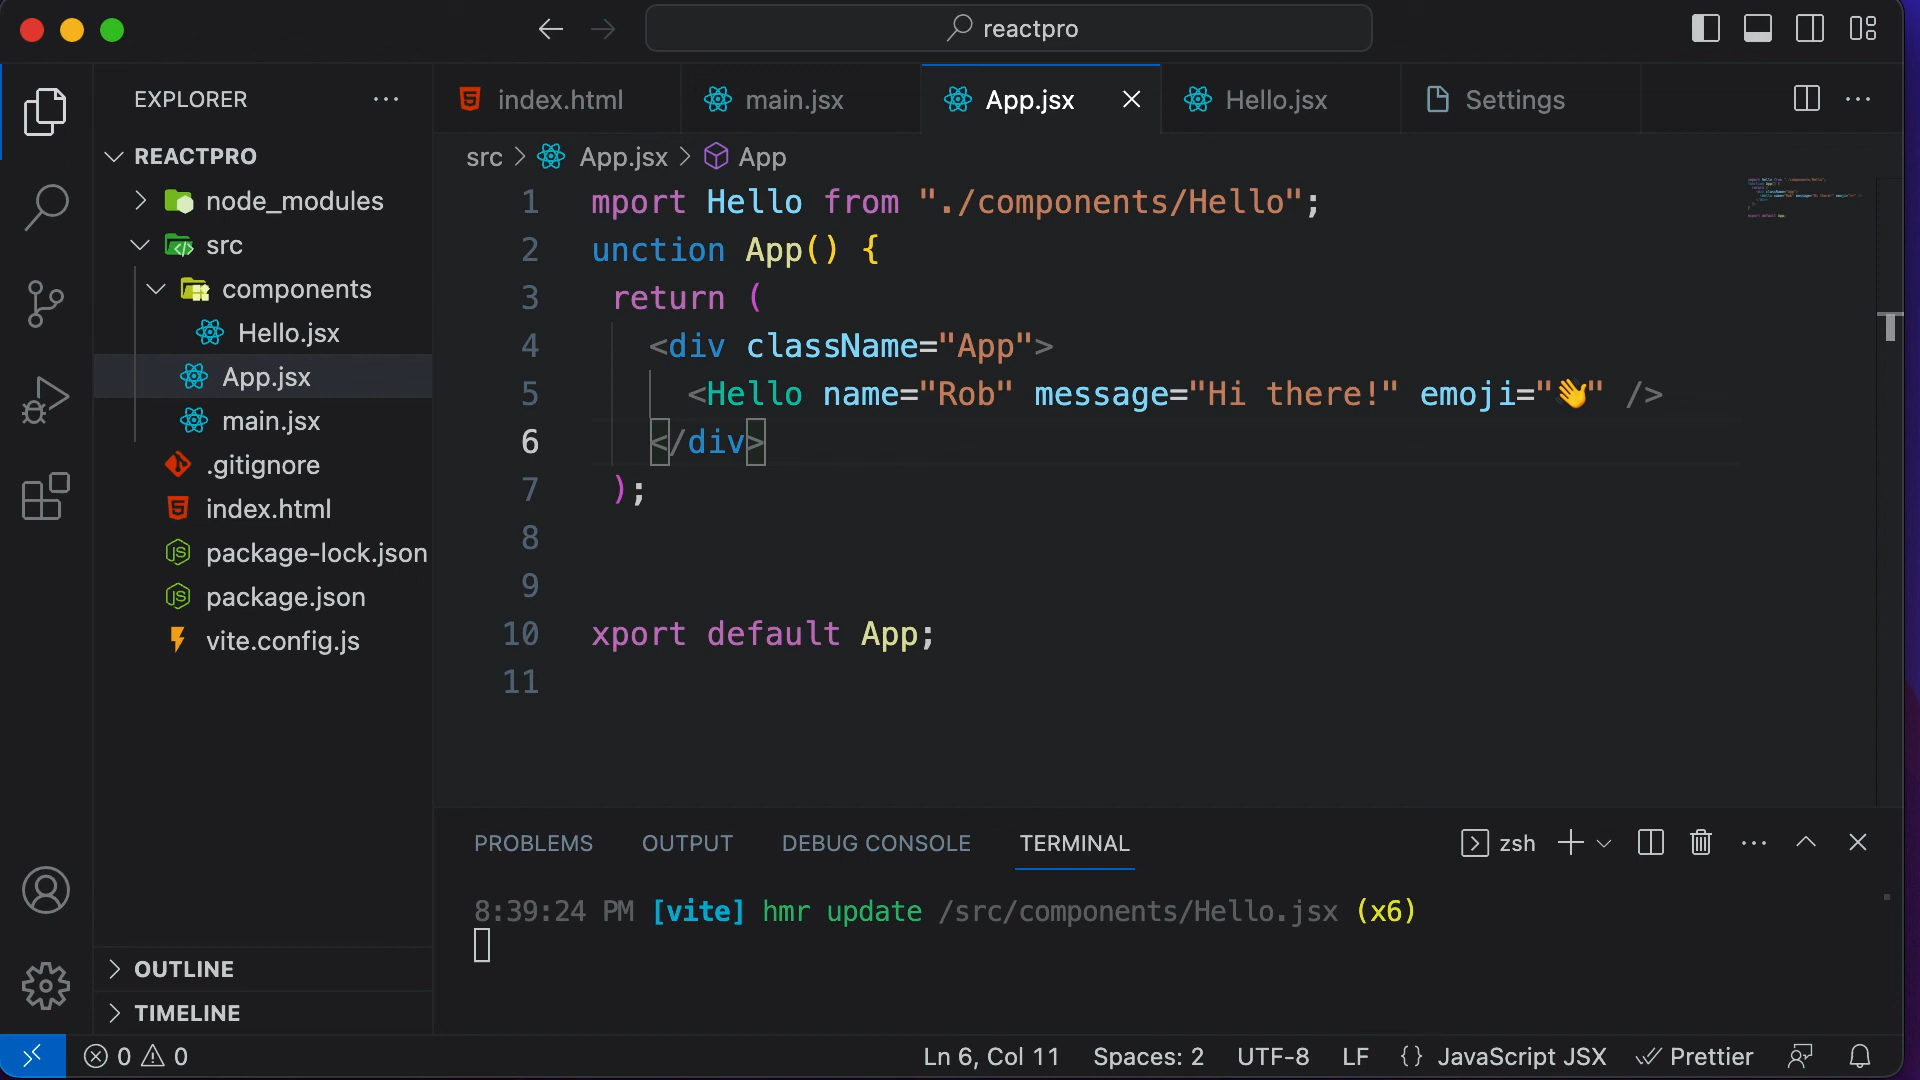 reactpro
EXPLORER
REACTPRO
node_modules
src
components
Hello.jsx
App.jsx
main.jsx
.gitignore
index.html
package-lock.json
package.json
vite.config.js
OUTLINE
TIMELINE
index.html
main.jsx
App.jsx
Hello.jsx
Settings
src > App.jsx > App
1 mport Hello from "./components/Hello";
2 unction App() {
3 return (
4 <div className="App">
5 <Hello name="Rob" message="Hi there!" emoji="👋" />
6 </div>
7 );
8
9
10 xport default App;
11
PROBLEMS OUTPUT DEBUG CONSOLE TERMINAL
zsh
8:39:24 PM [vite] hmr update /src/components/Hello.jsx (x6)
0 0
Ln 6, Col 11 Spaces: 2 UTF-8 LF {} JavaScript JSX Prettier